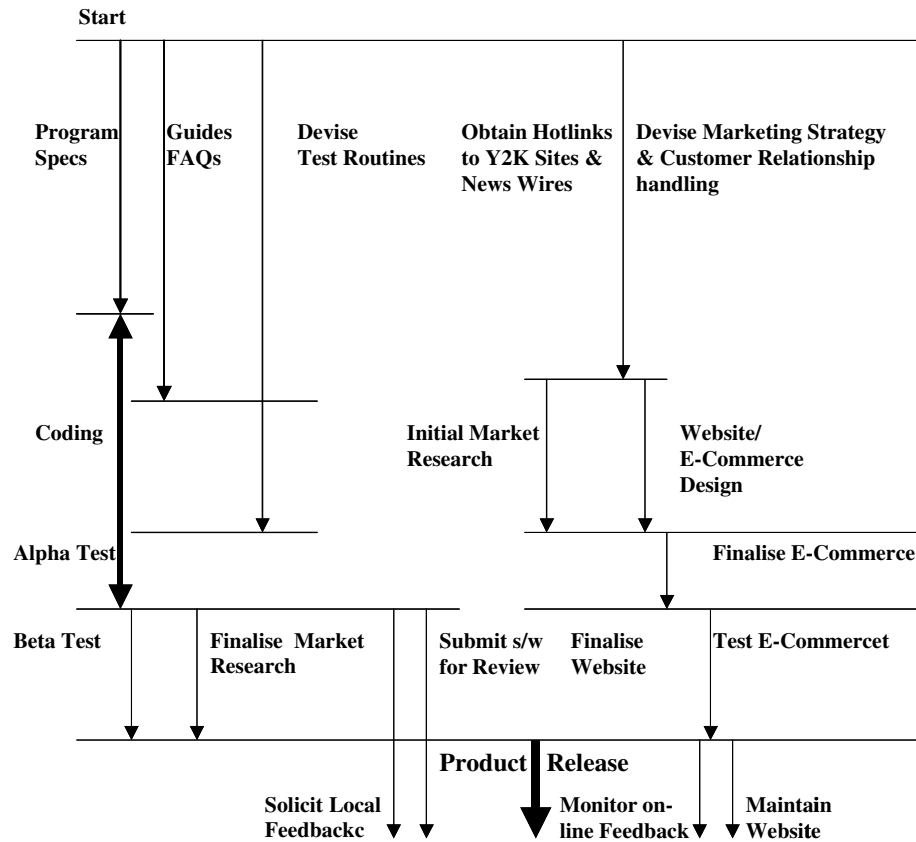 Start
Program
Specs
Guides
FAQs
Devise
Test Routines
Obtain Hotlinks
to Y2K Sites &
News Wires
Devise Marketing Strategy
& Customer Relationship
handling
Coding
Initial Market
Research
Website/
E-Commerce
Design
Alpha Test
Finalise E-Commerce
Beta Test
Finalise Market
Research
Submit s/w
for Review
Finalise
Website
Test E-Commercet
Product Release
Solicit Local
Feedbackc
Monitor on-
line Feedback
Maintain
Website